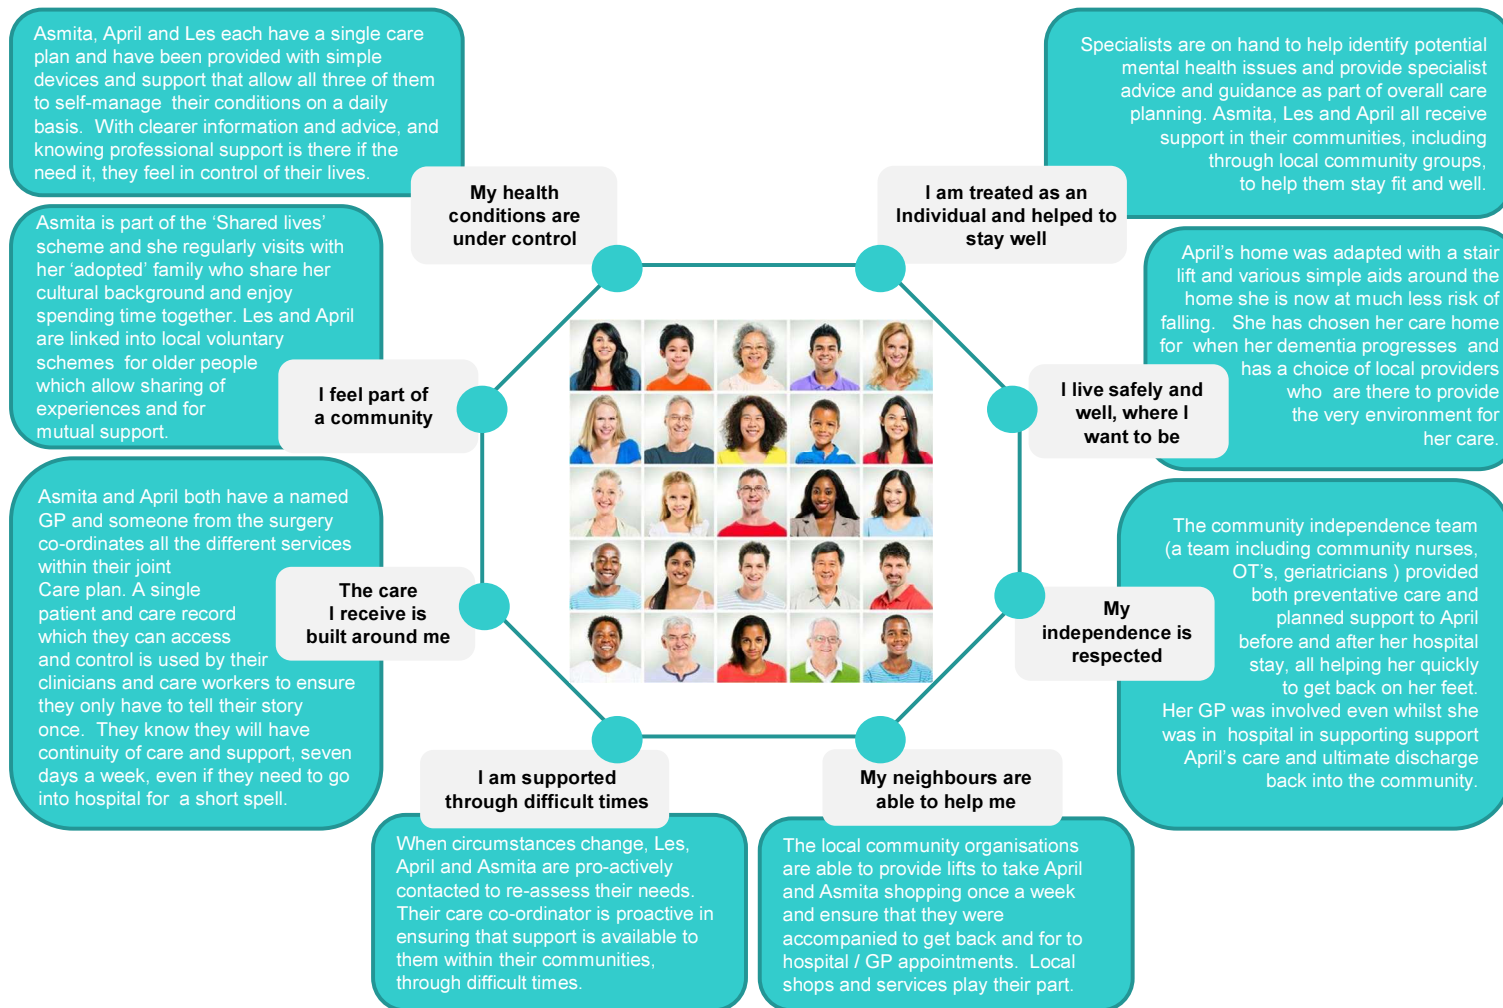 Asmita, April and Les each have a single care
plan and have been provided with simple
devices and support that allow all three of them
to self-manage  their conditions on a daily
basis.  With clearer information and advice, and
knowing professional support is there if the
need it, they feel in control of their lives.
My health
conditions are
under control
Specialists are on hand to help identify potential
mental health issues and provide specialist
advice and guidance as part of overall care
planning. Asmita, Les and April all receive
support in their communities, including
through local community groups,
to help them stay fit and well.
I am treated as an
Individual and helped to
stay well
Asmita is part of the ‘Shared lives’
scheme and she regularly visits with
her ‘adopted’ family who share her
cultural background and enjoy
spending time together. Les and April
are linked into local voluntary
schemes  for older people
which allow sharing of
experiences and for
mutual support.
I feel part of
a community
April’s home was adapted with a stair
lift and various simple aids around the
home she is now at much less risk of
falling.   She has chosen her care home
for  when her dementia progresses  and
has a choice of local providers
who  are there to provide
the very environment for
her care.
I live safely and
well, where I
want to be
Asmita and April both have a named
GP and someone from the surgery
co-ordinates all the different services
within their joint
Care plan. A single
patient and care record
which they can access
and control is used by their
clinicians and care workers to ensure
they only have to tell their story
once.  They know they will have
continuity of care and support, seven
days a week, even if they need to go
into hospital for  a short spell.
The care
I receive is
built around me
The community independence team
(a team including community nurses,
OT’s, geriatricians ) provided
both preventative care and
planned support to April
before and after her hospital
stay, all helping her quickly
to get back on her feet.
Her GP was involved even whilst she
was in  hospital in supporting support
April’s care and ultimate discharge
back into the community.
My
independence is
respected
I am supported
through difficult times
When circumstances change, Les,
April and Asmita are pro-actively
contacted to re-assess their needs.
Their care co-ordinator is proactive in
ensuring that support is available to
them within their communities,
through difficult times.
My neighbours are
able to help me
The local community organisations
are able to provide lifts to take April
and Asmita shopping once a week
and ensure that they were
accompanied to get back and for to
hospital / GP appointments.  Local
shops and services play their part.